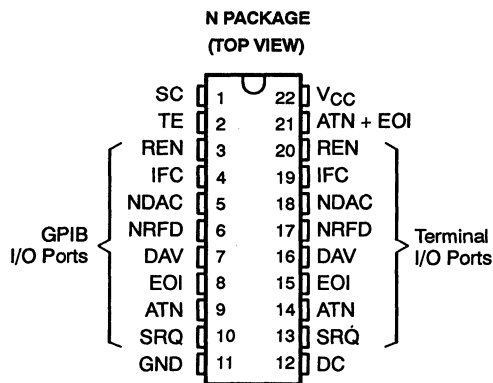 N PACKAGE
(TOP VIEW)
SC 1 22 VCC
TE 2 21 ATN + EOI
REN 3 20 REN
IFC 4 19 IFC
NDAC 5 18 NDAC
NRFD 6 17 NRFD
DAV 7 16 DAV
EOI 8 15 EOI
ATN 9 14 ATN
SRQ 10 13 SRQ
GND 11 12 DC
GPIB
I/O Ports
Terminal
I/O Ports